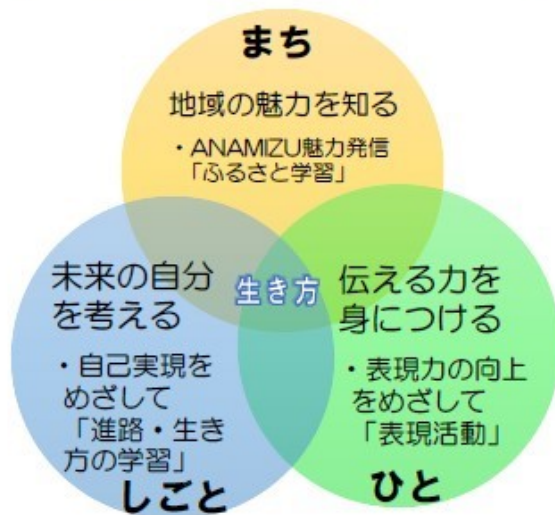 まち
地域の魅力を知る
・ANAMIZU魅力発信
「ふるさと学習」
生き方
未来の自分
を考える
・自己実現を
めざして
「進路・生き
方の学習」
しごと
伝える力を
身につける
・表現力の向上
をめざして
「表現活動」
ひと